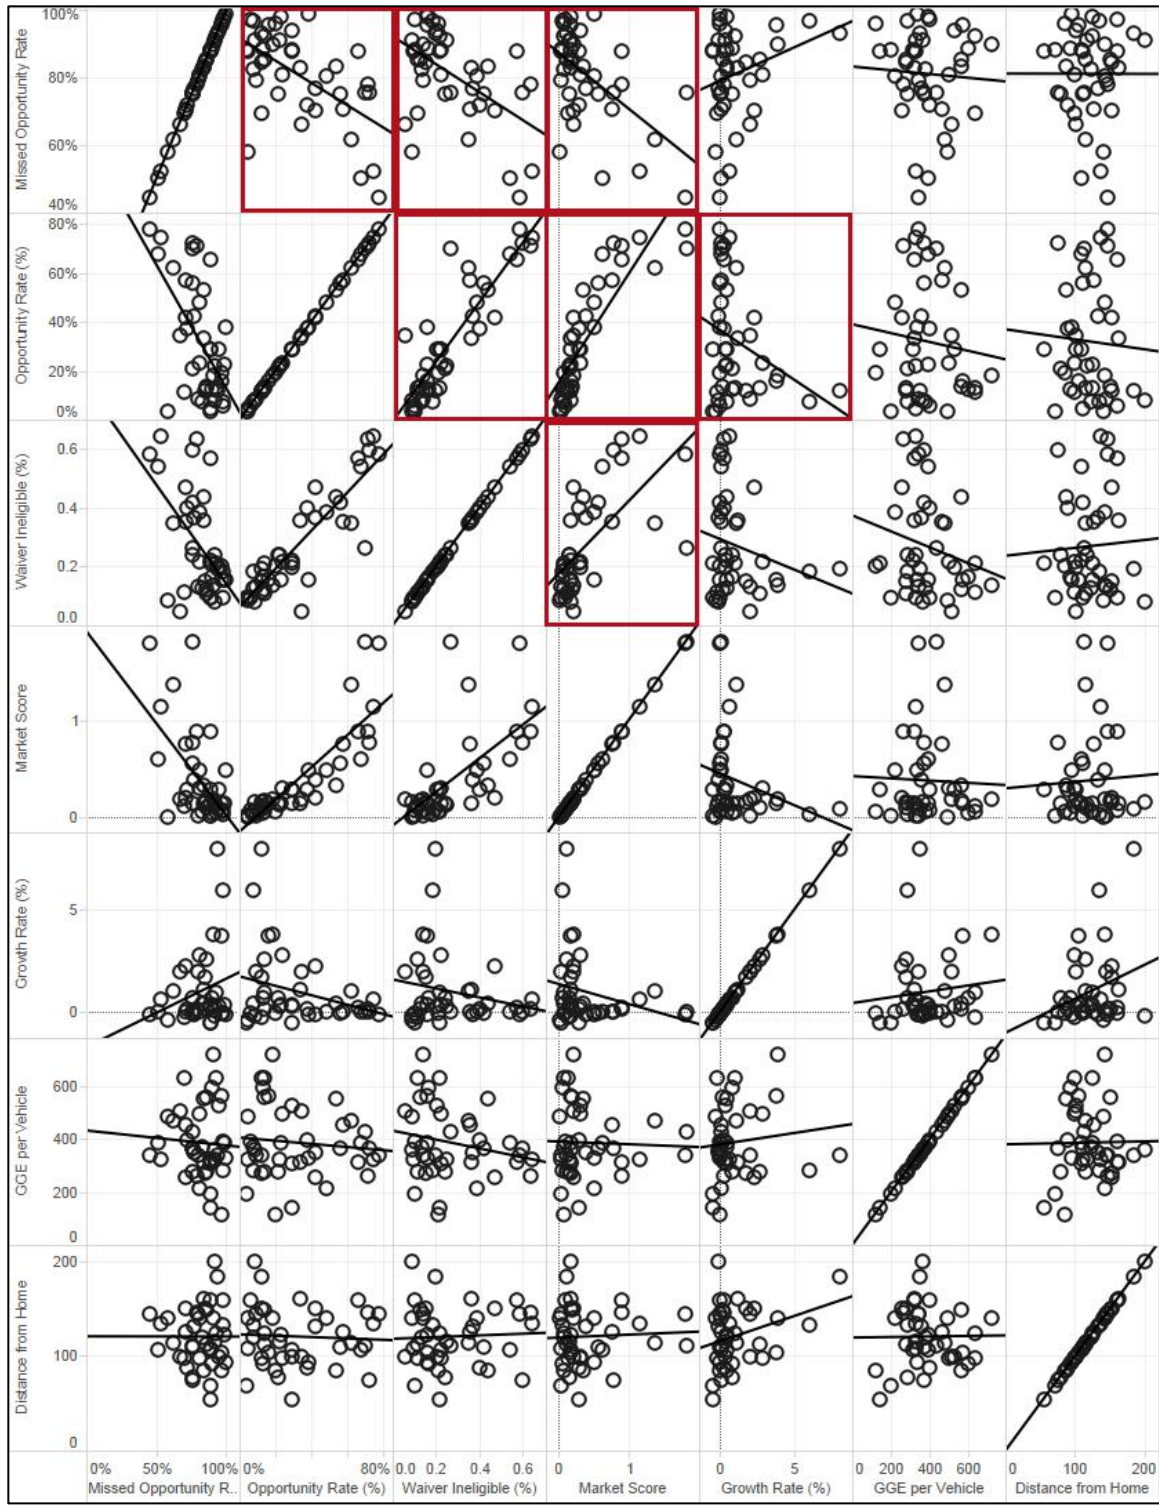 Missed Opportunity Rate
100%
80%
60%
40%
Opportunity Rate (%)
80%
60%
40%
20%
0%
Waiver Ineligible (%)
0.6
0.4
0.2
0.0
Market Score
1
0
Growth Rate (%)
5
0
GGE per Vehicle
600
400
200
0
Distance from Home
200
100
0
0% 50% 100% 0% 80% 0.0 0.2 0.4 0.6 0 1 0 5 0 200 400 600 0 100 200
Missed Opportunity R.. Opportunity Rate (%) Waiver Ineligible (%) Market Score Growth Rate (%) GGE per Vehicle Distance from Home